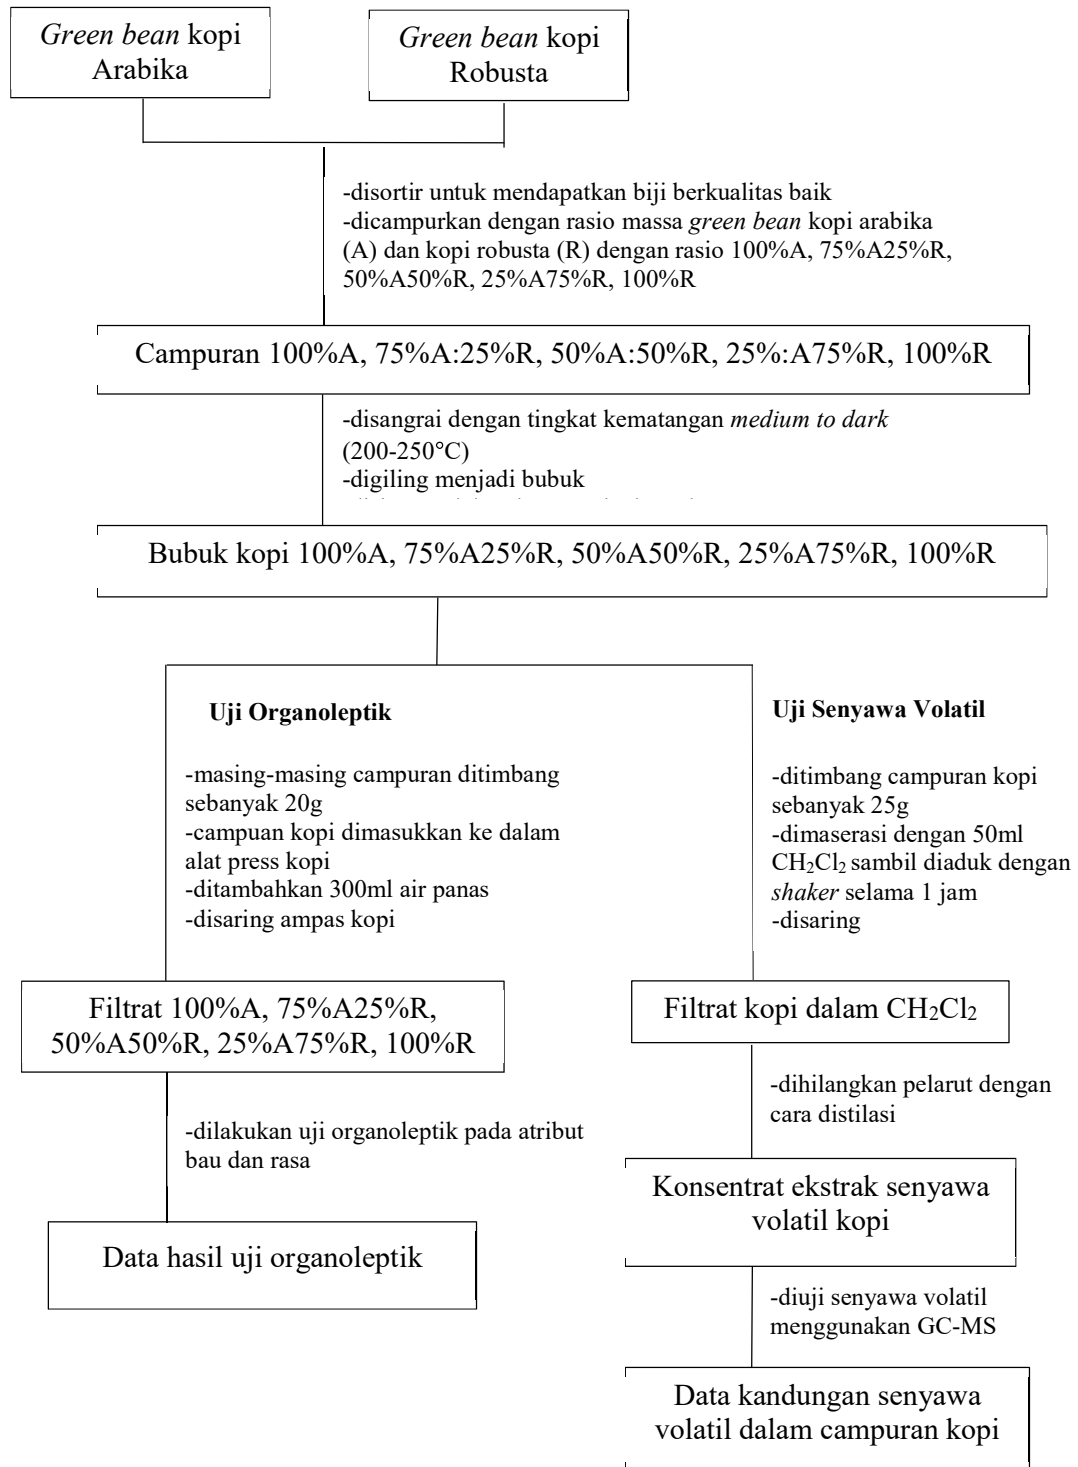 Green bean kopi
Arabika
Green bean kopi
Robusta
-disortir untuk mendapatkan biji berkualitas baik
-dicampurkan dengan rasio massa green bean kopi arabika
(A) dan kopi robusta (R) dengan rasio 100%A, 75%A25%R,
50%A50%R, 25%A75%R, 100%R
Campuran 100%A, 75%A:25%R, 50%A:50%R, 25%:A75%R, 100%R
-disangrai dengan tingkat kematangan medium to dark
(200-250°C)
-digiling menjadi bubuk
Bubuk kopi 100%A, 75%A25%R, 50%A50%R, 25%A75%R, 100%R
Uji Organoleptik
-masing-masing campuran ditimbang
sebanyak 20g
-campuan kopi dimasukkan ke dalam
alat press kopi
-ditambahkan 300ml air panas
-disaring ampas kopi
Filtrat 100%A, 75%A25%R,
50%A50%R, 25%A75%R, 100%R
-dilakukan uji organoleptik pada atribut
bau dan rasa
Data hasil uji organoleptik
Uji Senyawa Volatil
-ditimbang campuran kopi
sebanyak 25g
-dimaserasi dengan 50ml
CH₂Cl₂ sambil diaduk dengan
shaker selama 1 jam
-disaring
Filtrat kopi dalam CH₂Cl₂
-dihilangkan pelarut dengan
cara distilasi
Konsentrat ekstrak senyawa
volatil kopi
-diuji senyawa volatil
menggunakan GC-MS
Data kandungan senyawa
volatil dalam campuran kopi